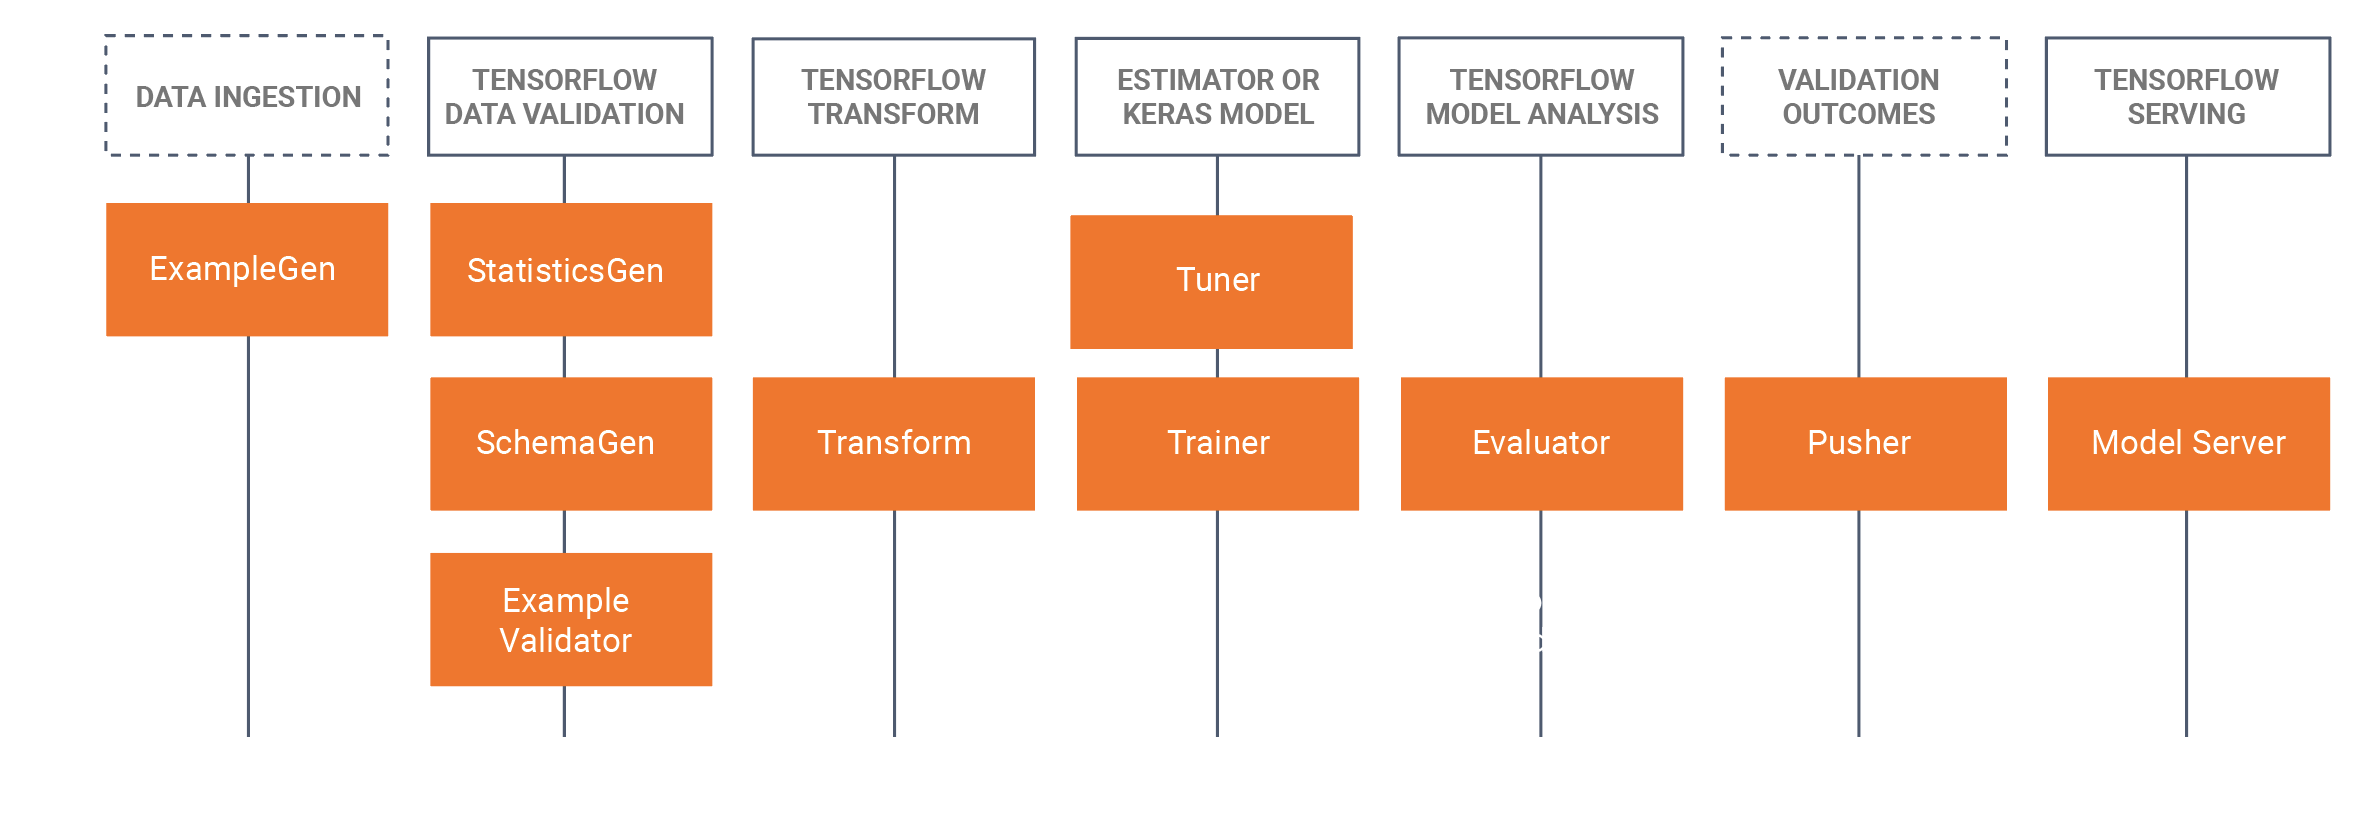 DATA INGESTION
TENSORFLOW
DATA VALIDATION
TENSORFLOW
TRANSFORM
ESTIMATOR OR
KERAS MODEL
TENSORFLOW
MODEL ANALYSIS
VALIDATION
OUTCOMES
TENSORFLOW
SERVING
ExampleGen
StatisticsGen
Tuner
SchemaGen
Transform
Trainer
Evaluator
Pusher
Model Server
Example
Validator